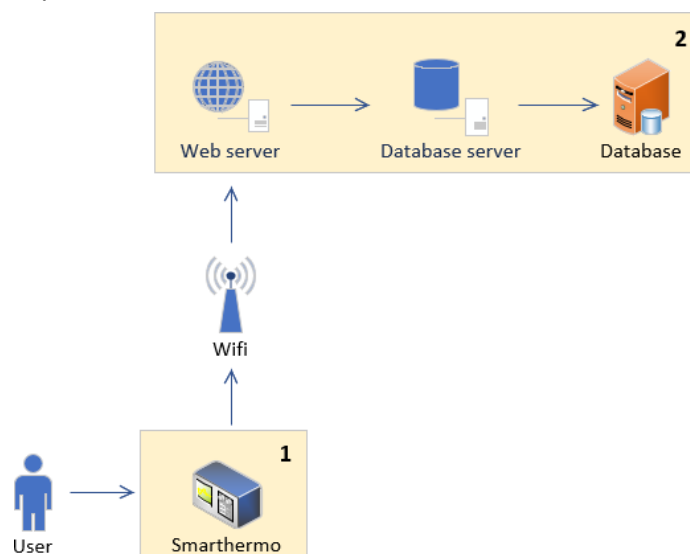 2
Web server
Database server
Database
Wifi
1
User
Smarthermo